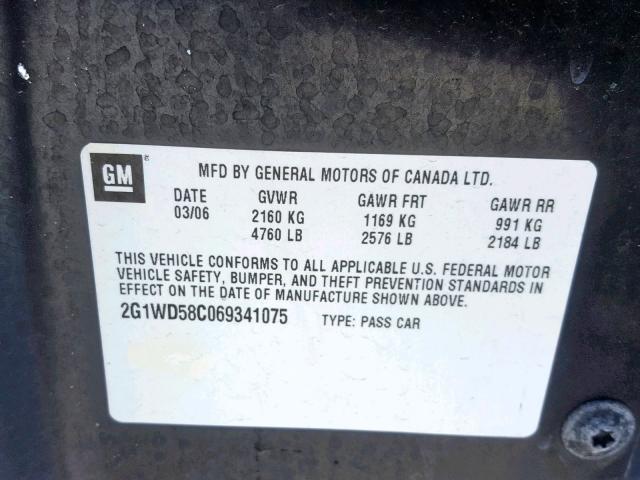 GM
MFD BY GENERAL MOTORS OF CANADA LTD.
DATE GVWR GAWR FRT GAWR RR
03/06 2160 KG 1169 KG 991 KG
4760 LB 2576 LB 2184 LB
THIS VEHICLE CONFORMS TO ALL APPLICABLE U.S. FEDERAL MOTOR
VEHICLE SAFETY, BUMPER, AND THEFT PREVENTION STANDARDS IN
EFFECT ON THE DATE OF MANUFACTURE SHOWN ABOVE.
2G1WD58C069341075 TYPE: PASS CAR